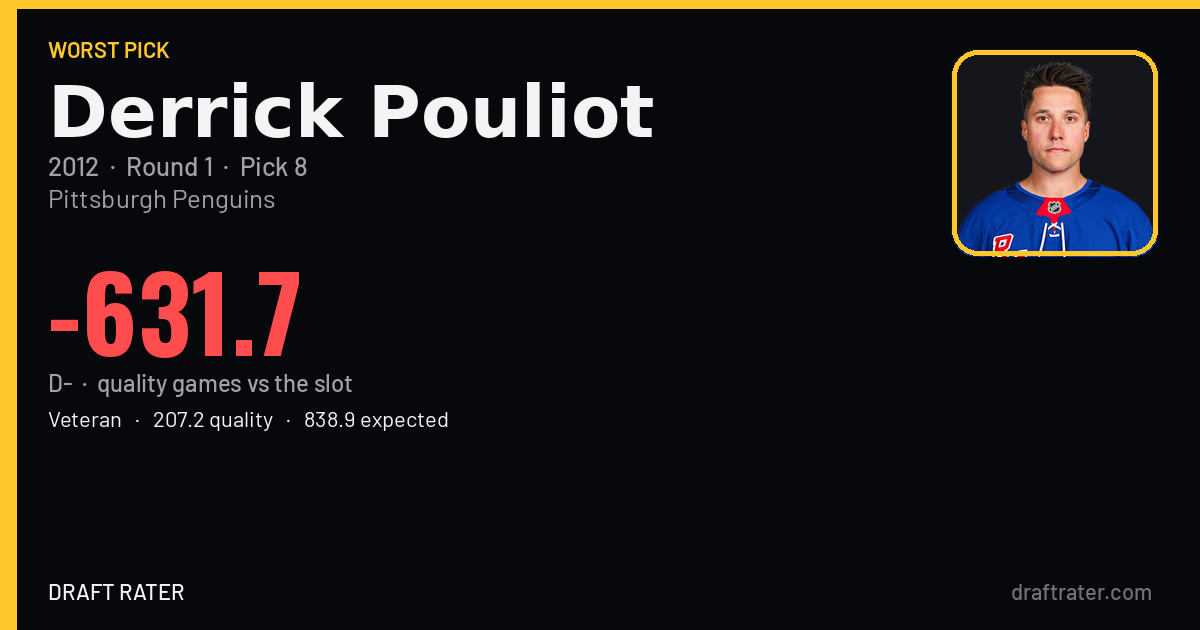 WORST PICK
Derrick Pouliot
2012 · Round 1 · Pick 8
Pittsburgh Penguins
-631.7
D- · quality games vs the slot
Veteran · 207.2 quality · 838.9 expected
DRAFT RATER
draftrater.com